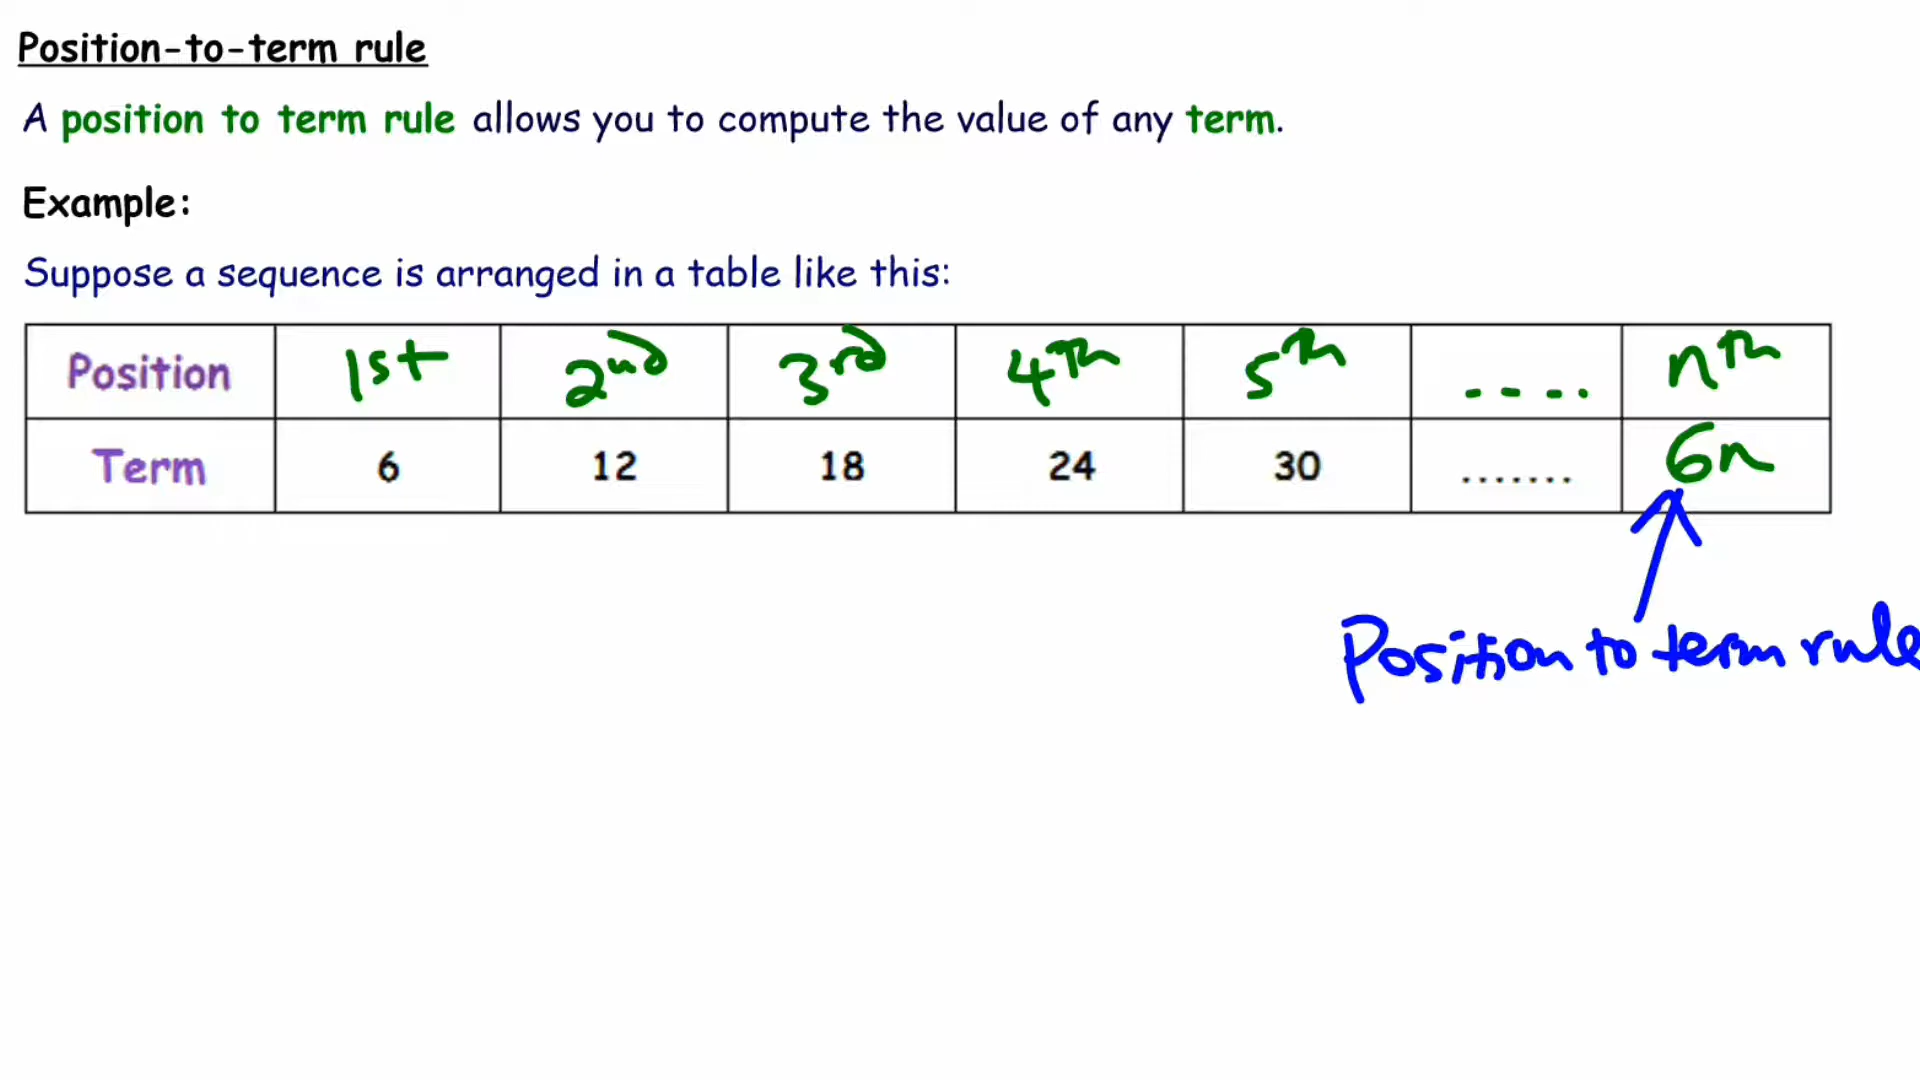 Position-to-term rule
A position to term rule allows you to compute the value of any term.
Example:
Suppose a sequence is arranged in a table like this:
Position 1st 2nd 3rd 4th 5th .... nth
Term 6 12 18 24 30 ....... 6n
Position to term rule